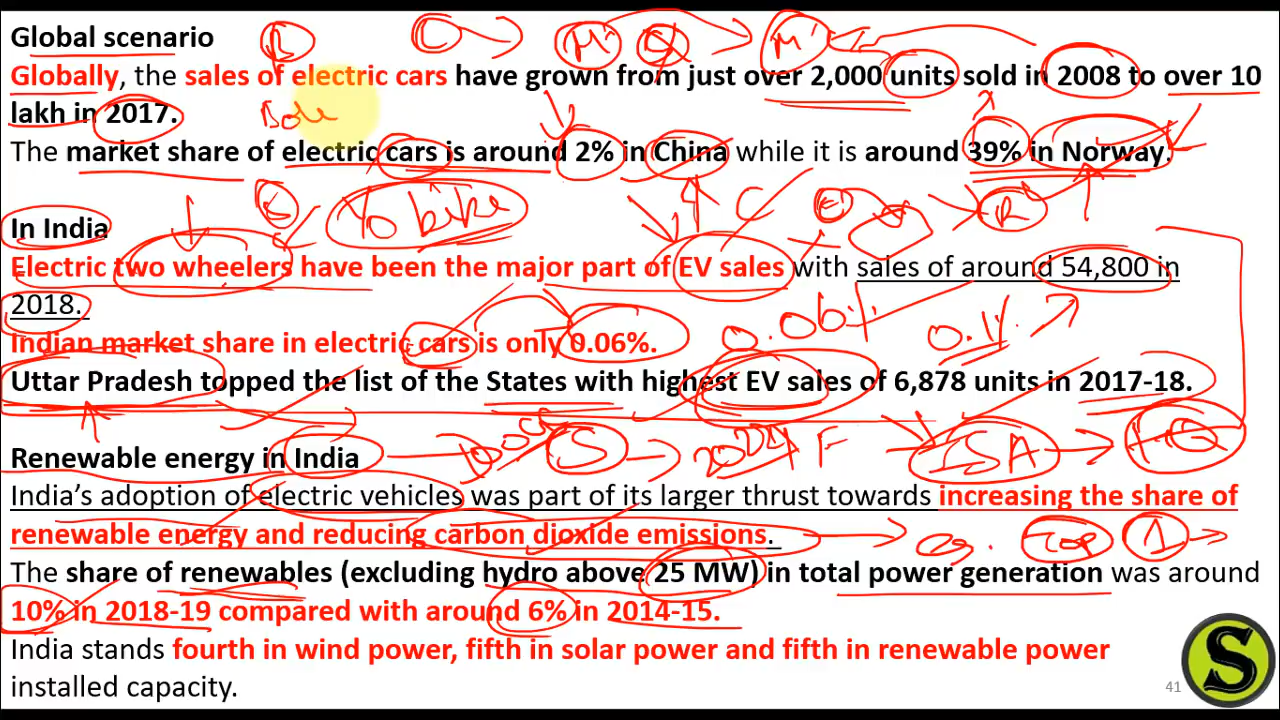 Global scenario
Globally, the sales of electric cars have grown from just over 2,000 units sold in 2008 to over 10
lakh in 2017.
The market share of electric cars is around 2% in China while it is around 39% in Norway.
In India
Electric two wheelers have been the major part of EV sales with sales of around 54,800 in
2018.
0.06%
0.1%
Indian market share in electric cars is only 0.06%.
Uttar Pradesh topped the list of the States with highest EV sales of 6,878 units in 2017-18.
Renewable energy in India
S
F
ISA
HQ
India's adoption of electric vehicles was part of its larger thrust towards increasing the share of
renewable energy and reducing carbon dioxide emissions.
The share of renewables (excluding hydro above 25 MW) in total power generation was around
10% in 2018-19 compared with around 6% in 2014-15.
India stands fourth in wind power, fifth in solar power and fifth in renewable power
installed capacity.
41
S